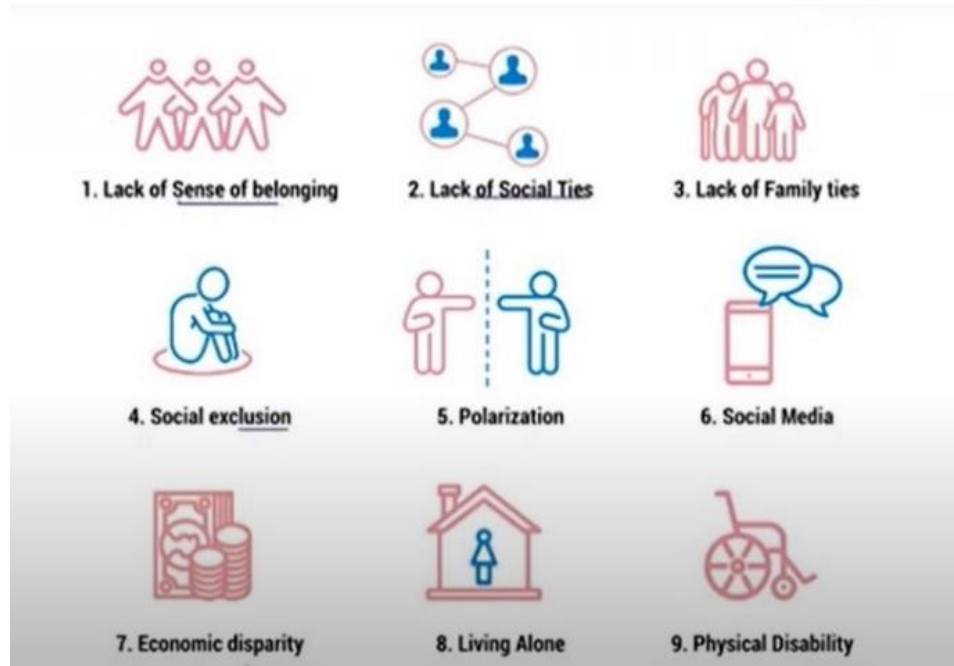 1. Lack of Sense of belonging
2. Lack of Social Ties
3. Lack of Family ties
4. Social exclusion
5. Polarization
6. Social Media
7. Economic disparity
8. Living Alone
9. Physical Disability